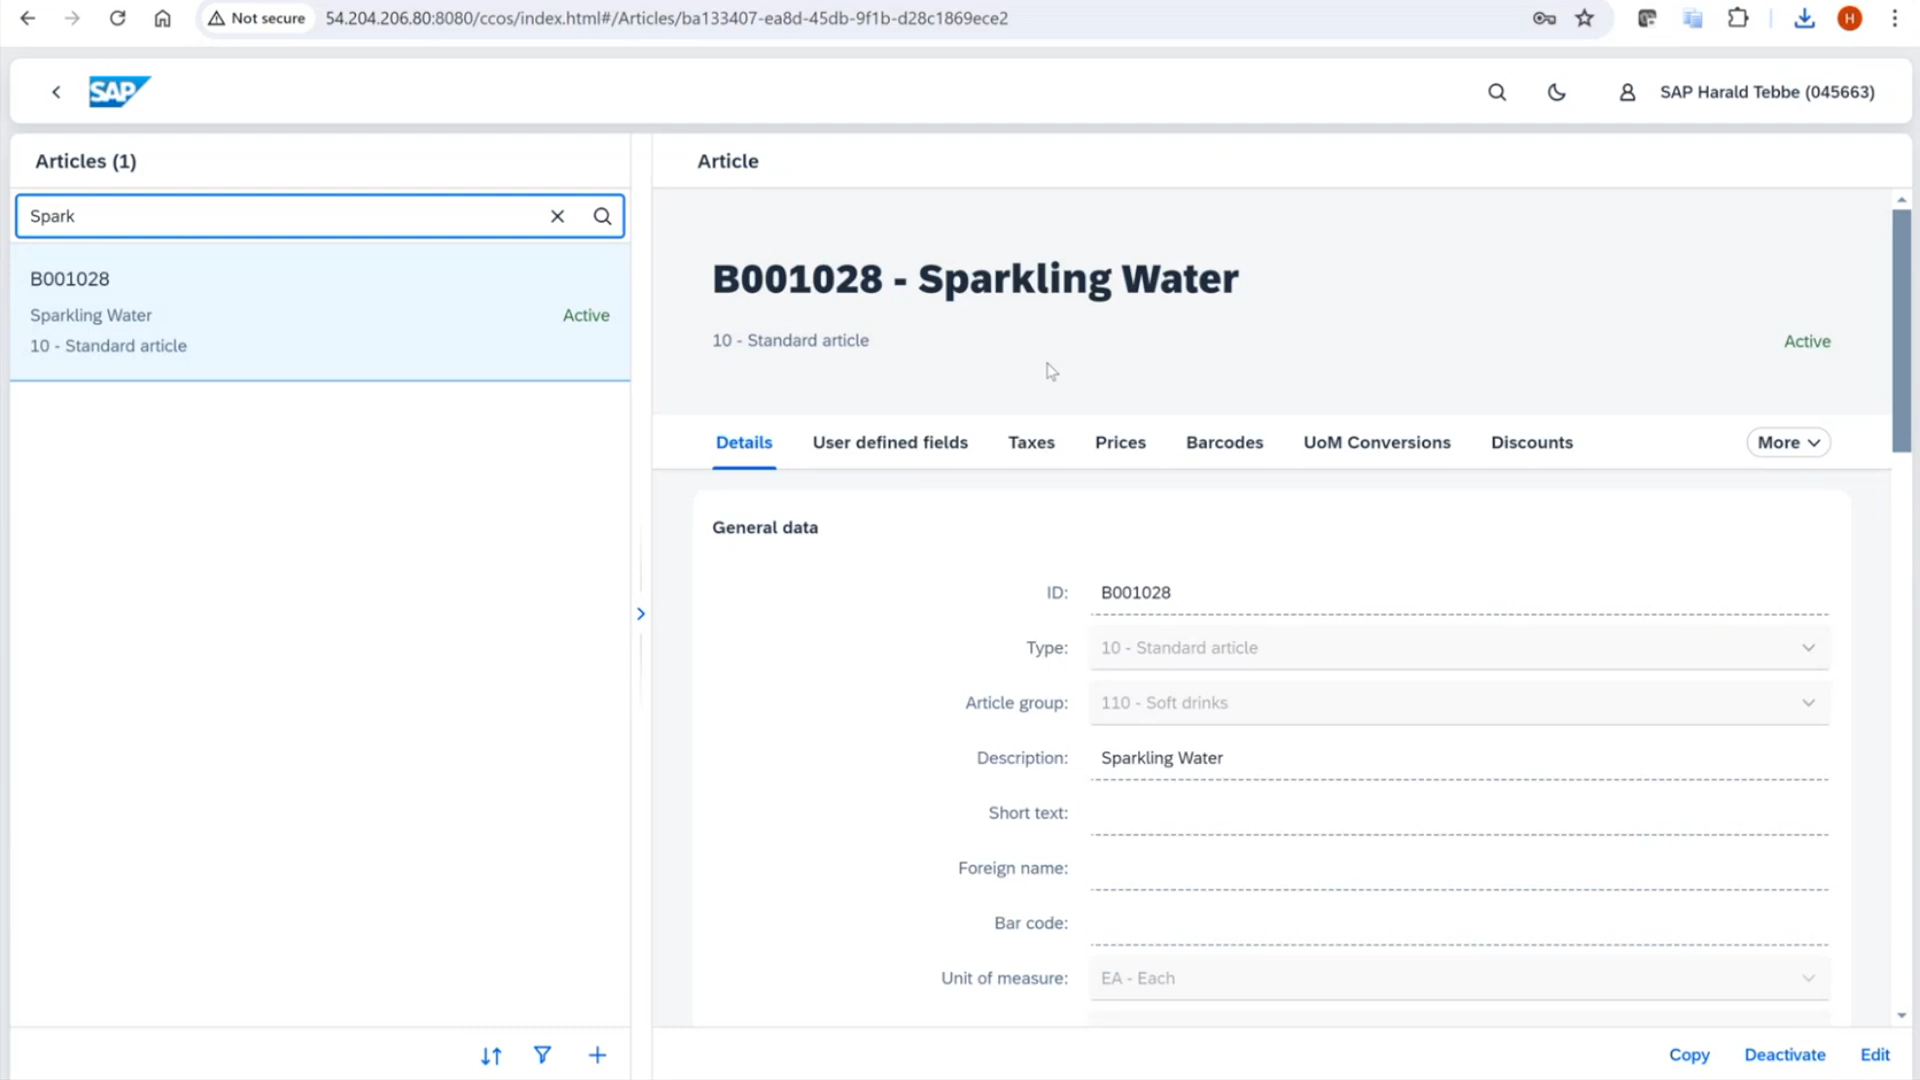 Not secure
54.204.206.80:8080/ccos/index.html#/Articles/ba133407-ea8d-45db-9f1b-d28c1869ece2
H
SAP
SAP Harald Tebbe (045663)
Articles (1)
Spark
B001028
Sparkling Water
Active
10 - Standard article
Article
B001028 - Sparkling Water
10 - Standard article
Active
Details
User defined fields
Taxes
Prices
Barcodes
UoM Conversions
Discounts
More
General data
ID: B001028
Type: 10 - Standard article
Article group: 110 - Soft drinks
Description: Sparkling Water
Short text:
Foreign name:
Bar code:
Unit of measure: EA - Each
Copy
Deactivate
Edit